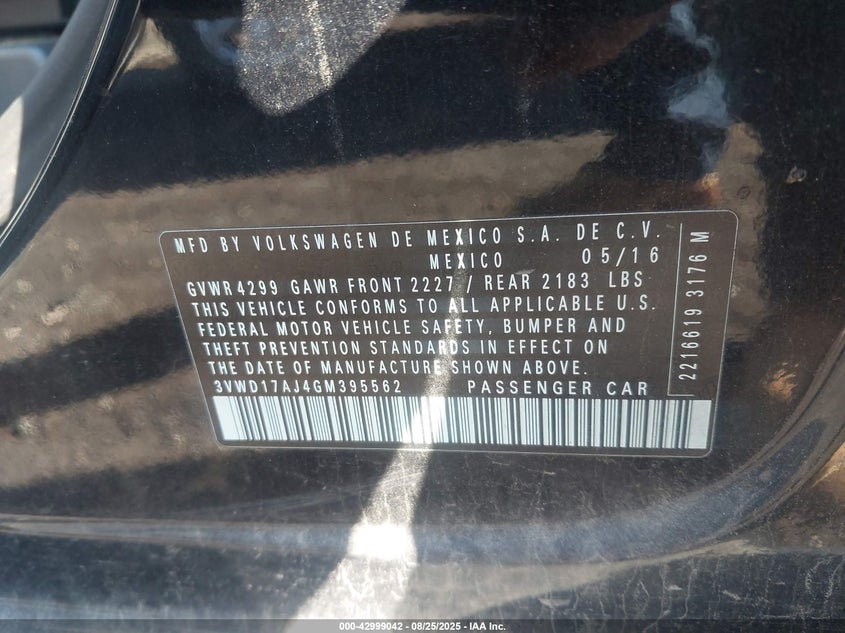 MFD BY VOLKSWAGEN DE MEXICO S.A. DE C.V.
MEXICO 05/16
GVWR 4299 GAWR FRONT 2227 / REAR 2183 LBS
THIS VEHICLE CONFORMS TO ALL APPLICABLE U.S.
FEDERAL MOTOR VEHICLE SAFETY, BUMPER AND
THEFT PREVENTION STANDARDS IN EFFECT ON
THE DATE OF MANUFACTURE SHOWN ABOVE.
3VWD17AJ4GM395562 PASSENGER CAR
2216619 3176 M
000-42999042 - 08/25/2025 - IAA Inc.